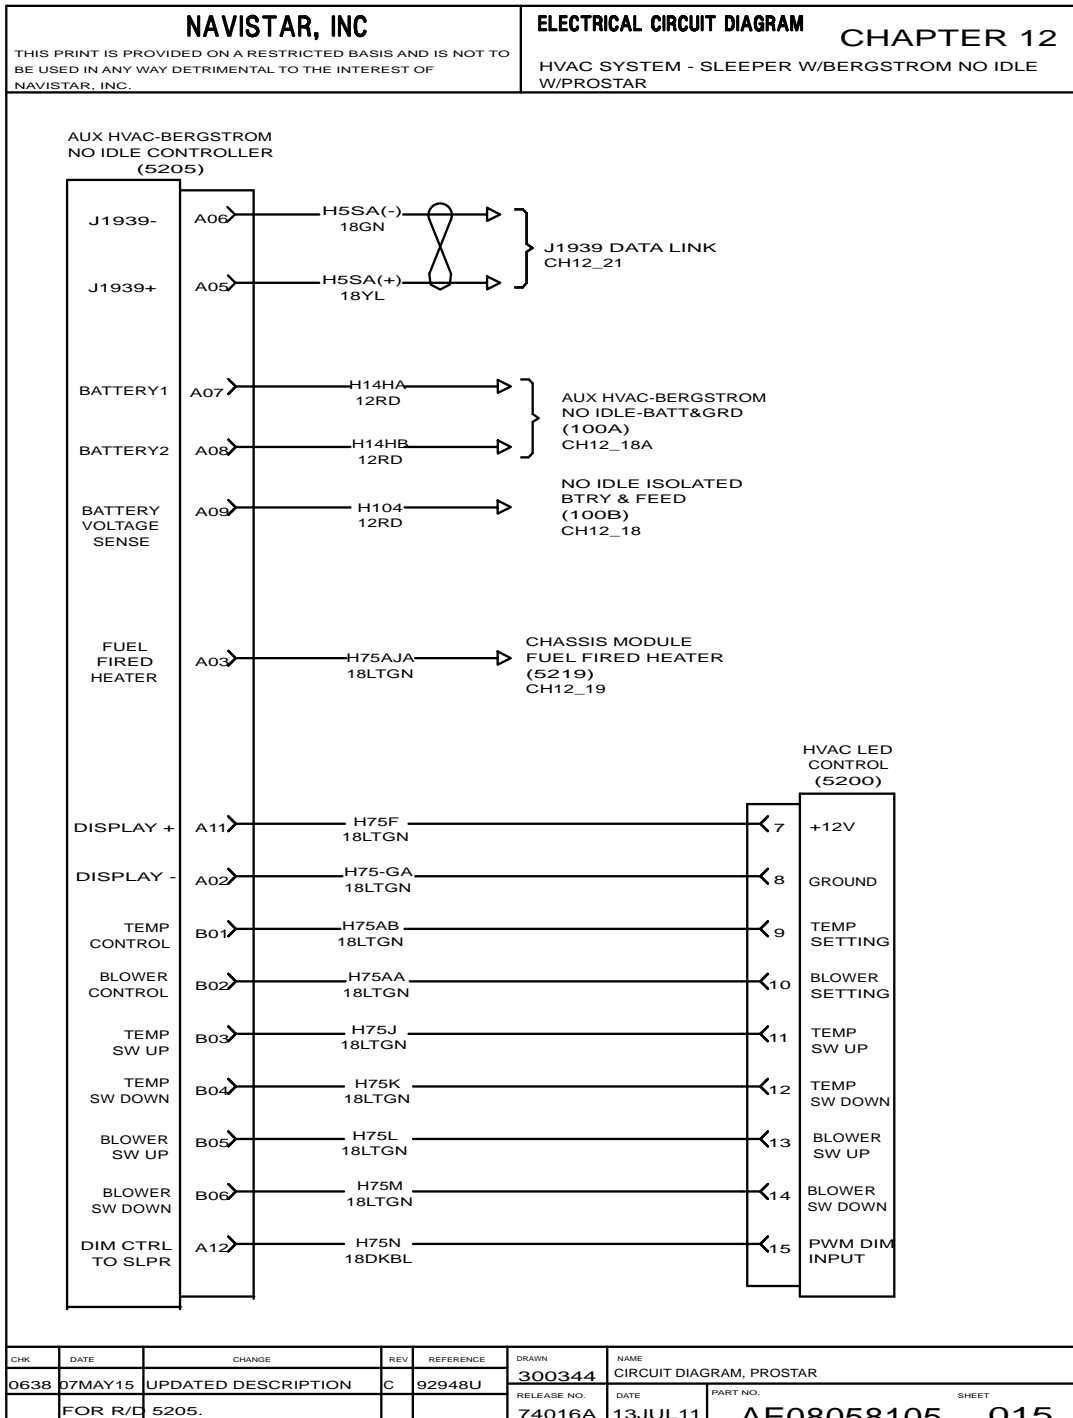 NAVISTAR, INC
THIS PRINT IS PROVIDED ON A RESTRICTED BASIS AND IS NOT TO
BE USED IN ANY WAY DETRIMENTAL TO THE INTEREST OF
NAVISTAR, INC.
ELECTRICAL CIRCUIT DIAGRAM
CHAPTER 12
HVAC SYSTEM - SLEEPER W/BERGSTROM NO IDLE
W/PROSTAR
AUX HVAC-BERGSTROM
NO IDLE CONTROLLER
(5205)
J1939-
A06
H5SA(-)
18GN
J1939+
A05
H5SA(+)
18YL
J1939 DATA LINK
CH12_21
BATTERY1
A07
H14HA
12RD
BATTERY2
A08
H14HB
12RD
AUX HVAC-BERGSTROM
NO IDLE-BATT&GRD
(100A)
CH12_18A
BATTERY
VOLTAGE
SENSE
A09
H104
12RD
NO IDLE ISOLATED
BTRY & FEED
(100B)
CH12_18
FUEL
FIRED
HEATER
A03
H75AJA
18LTGN
CHASSIS MODULE
FUEL FIRED HEATER
(5219)
CH12_19
HVAC LED
CONTROL
(5200)
DISPLAY +
A11
H75F
18LTGN
7
+12V
DISPLAY -
A02
H75-GA
18LTGN
8
GROUND
TEMP
CONTROL
B01
H75AB
18LTGN
9
TEMP
SETTING
BLOWER
CONTROL
B02
H75AA
18LTGN
10
BLOWER
SETTING
TEMP
SW UP
B03
H75J
18LTGN
11
TEMP
SW UP
TEMP
SW DOWN
B04
H75K
18LTGN
12
TEMP
SW DOWN
BLOWER
SW UP
B05
H75L
18LTGN
13
BLOWER
SW UP
BLOWER
SW DOWN
B06
H75M
18LTGN
14
BLOWER
SW DOWN
DIM CTRL
TO SLPR
A12
H75N
18DKBL
15
PWM DIM
INPUT
CHK DATE CHANGE REV REFERENCE
0638 07MAY15 UPDATED DESCRIPTION C 92948U
FOR R/D 5205.
DRAWN
300344
NAME
CIRCUIT DIAGRAM, PROSTAR
RELEASE NO.
74016A
DATE
13JUL11
PART NO.
AE08058105
SHEET
015